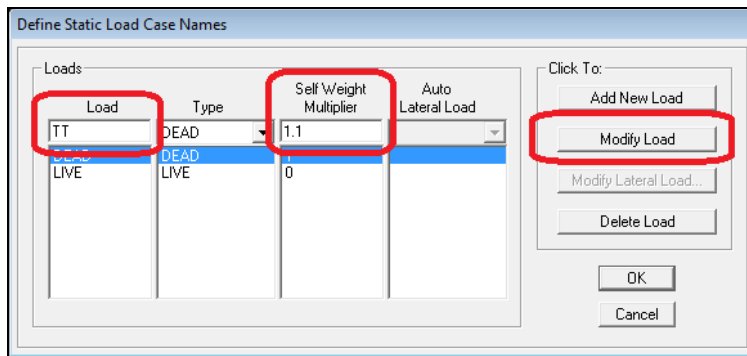 Define Static Load Case Names
Loads
Click To:
Load Type Self Weight Multiplier Auto Lateral Load
TT DEAD 1.1
DEAD DEAD 1
LIVE LIVE 0
Add New Load
Modify Load
Modify Lateral Load...
Delete Load
OK
Cancel